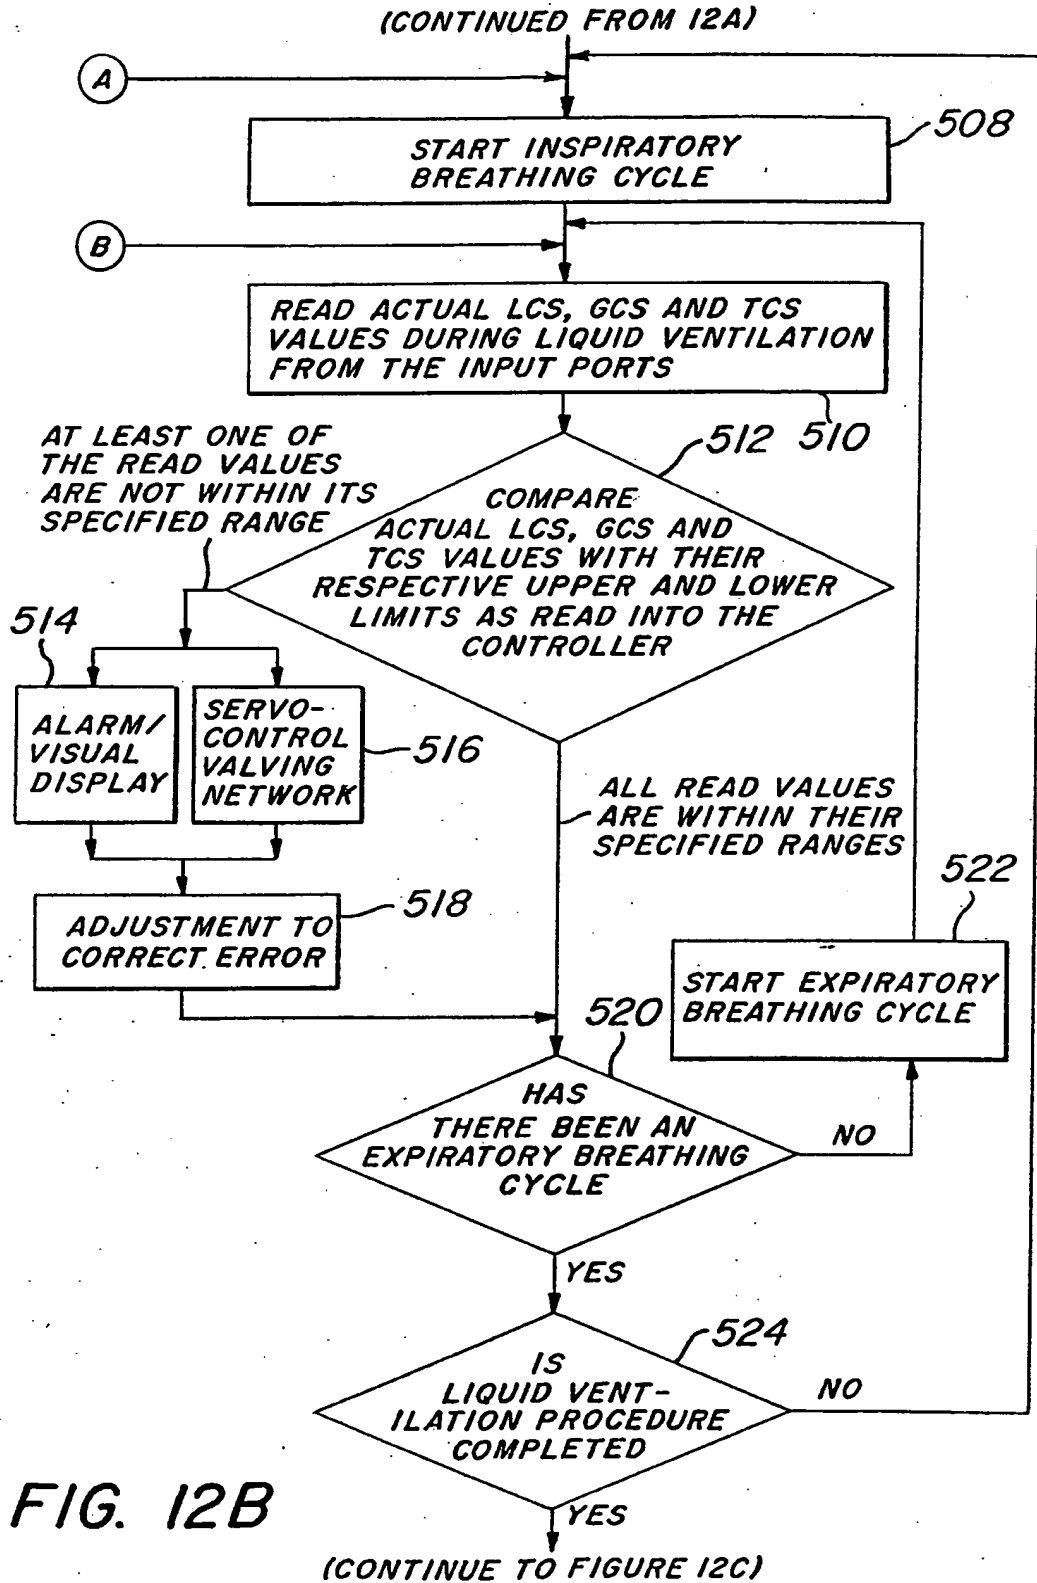 (CONTINUED FROM 12A)
A
START INSPIRATORY
BREATHING CYCLE
508
B
READ ACTUAL LCS, GCS AND TCS
VALUES DURING LIQUID VENTILATION
FROM THE INPUT PORTS
510
512
AT LEAST ONE OF
THE READ VALUES
ARE NOT WITHIN ITS
SPECIFIED RANGE
COMPARE
ACTUAL LCS, GCS AND
TCS VALUES WITH THEIR
RESPECTIVE UPPER AND LOWER
LIMITS AS READ INTO THE
CONTROLLER
514
ALARM/
VISUAL
DISPLAY
SERVO-
CONTROL
VALVING
NETWORK
516
ALL READ VALUES
ARE WITHIN THEIR
SPECIFIED RANGES
518
ADJUSTMENT TO
CORRECT ERROR
522
START EXPIRATORY
BREATHING CYCLE
520
HAS
THERE BEEN AN
EXPIRATORY BREATHING
CYCLE
NO
YES
524
IS
LIQUID VENT-
ILATION PROCEDURE
COMPLETED
NO
YES
FIG. 12B
(CONTINUE TO FIGURE 12C)